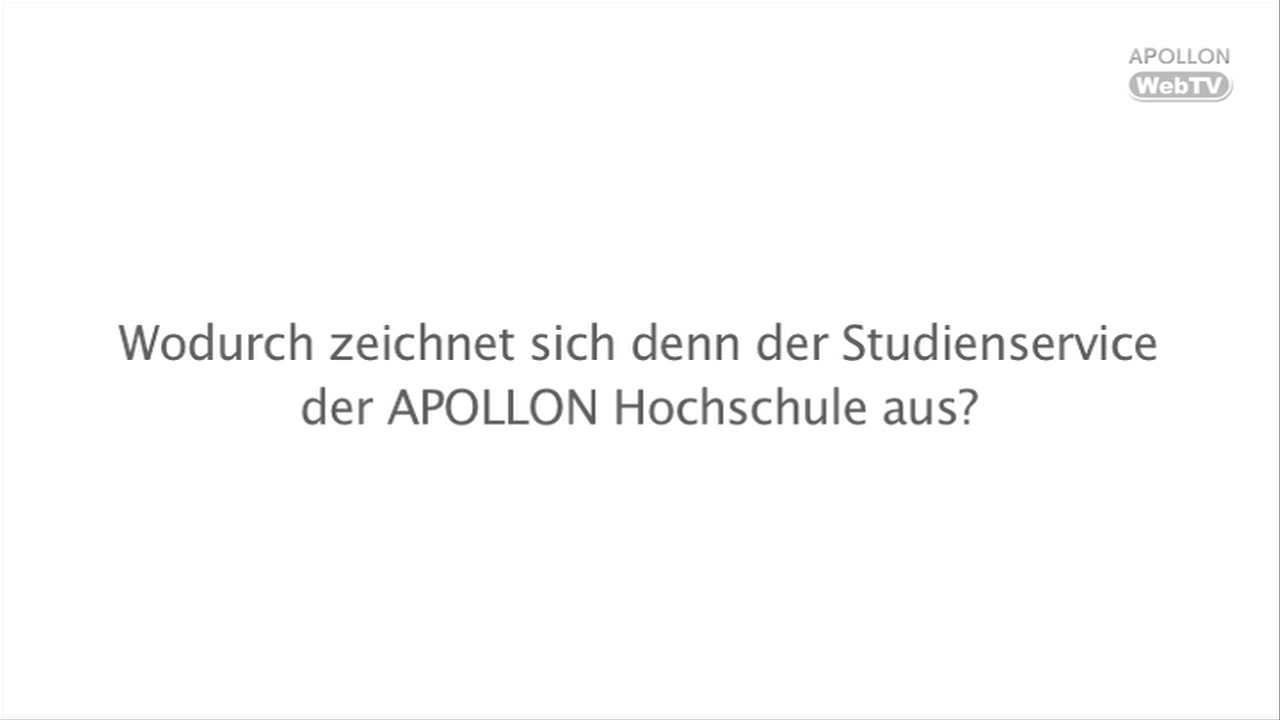 APOLLON
WebTV
Wodurch zeichnet sich denn der Studienservice
der APOLLON Hochschule aus?